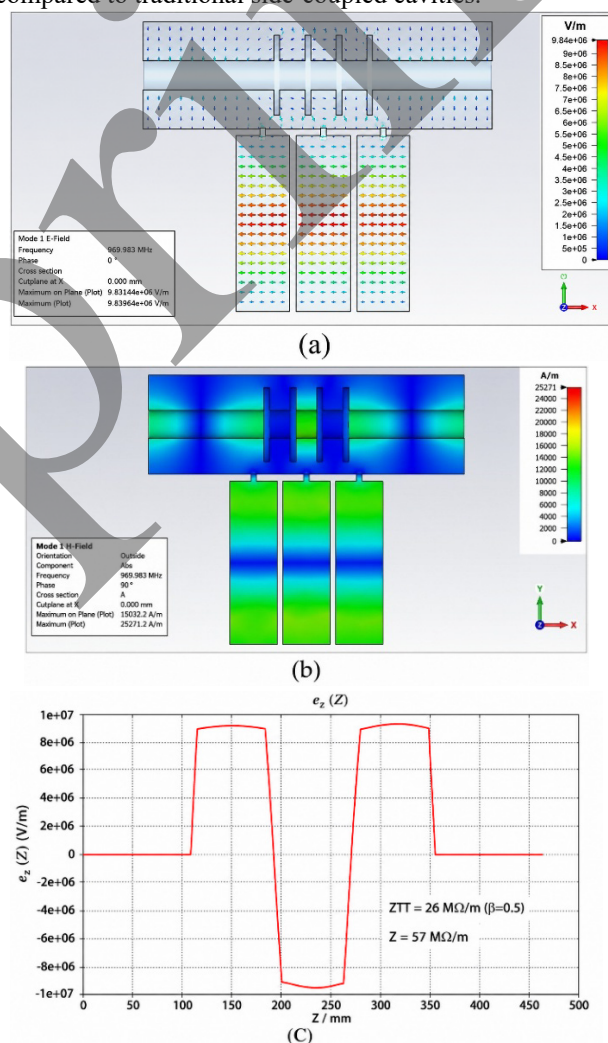 compared to traditional side-coupled cavities.
V/m
9.84e+06
9e+06
8.5e+06
8e+06
7.5e+06
7e+06
6.5e+06
6e+06
5.5e+06
5e+06
4.5e+06
4e+06
3.5e+06
3e+06
2.5e+06
2e+06
1.5e+06
1e+06
5e+05
0
Mode 1 E-Field
Frequency 969.983 MHz
Phase 0°
Cross section
Cutplane at X 0.000 mm
Maximum on Plane (Plot) 9.83144e+06 V/m
Maximum (Plot) 9.83964e+06 V/m
Z X
(a)
A/m
25271
24000
22000
20000
18000
16000
14000
12000
10000
8000
6000
4000
2000
0
Mode 1 H-Field
Orientation Outside
Component Abs
Frequency 969.983 MHz
Phase 90°
Cross section A
Cutplane at X 0.000 mm
Maximum on Plane (Plot) 15032.2 A/m
Maximum (Plot) 25271.2 A/m
Y
Z X
(b)
e_z (Z)
1e+07
8e+06
6e+06
4e+06
2e+06
0
-2e+06
-4e+06
-6e+06
-8e+06
-1e+07
e_z (Z) (V/m)
ZTT = 26 MΩ/m (β=0.5)
Z = 57 MΩ/m
0 50 100 150 200 250 300 350 400 450 500
Z / mm
(C)